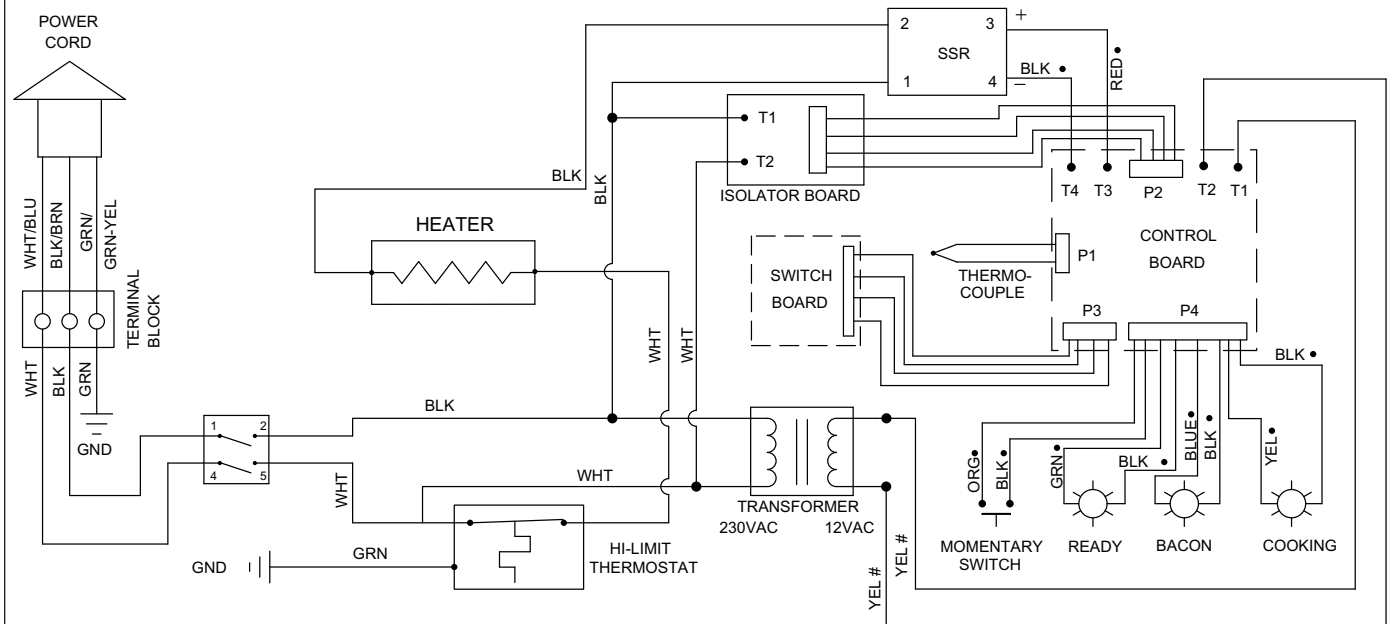 POWER
CORD
WHT/BLU
BLK/BRN
GRN/
GRN-YEL
TERMINAL
BLOCK
WHT
BLK
GRN
GND
1 2
4 5
BLK
WHT
WHT
GND
GRN
HI-LIMIT
THERMOSTAT
HEATER
BLK
BLK
WHT
WHT
2 3 +
SSR
1 4 −
BLK •
RED •
T1
T2
ISOLATOR BOARD
T4 T3 P2 T2 T1
CONTROL
BOARD
P1
THERMO-
COUPLE
SWITCH
BOARD
P3 P4
TRANSFORMER
230VAC 12VAC
YEL #
YEL #
ORG•
BLK•
GRN•
BLK •
BLUE•
BLK •
YEL•
BLK •
MOMENTARY
SWITCH
READY
BACON
COOKING